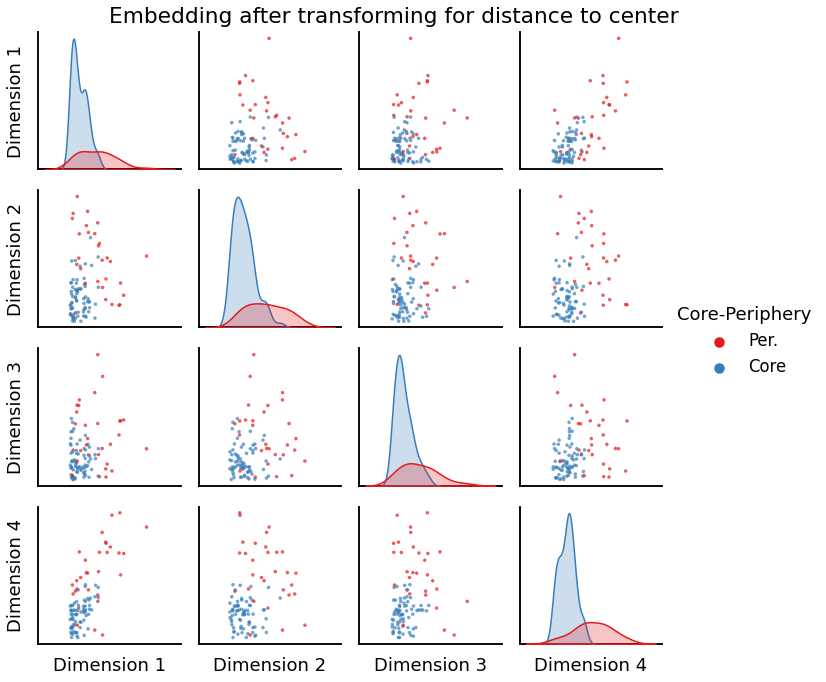 Embedding after transforming for distance to center
Dimension 1
Dimension 2
Dimension 3
Dimension 4
Core-Periphery
Per.
Core
Dimension 1
Dimension 2
Dimension 3
Dimension 4